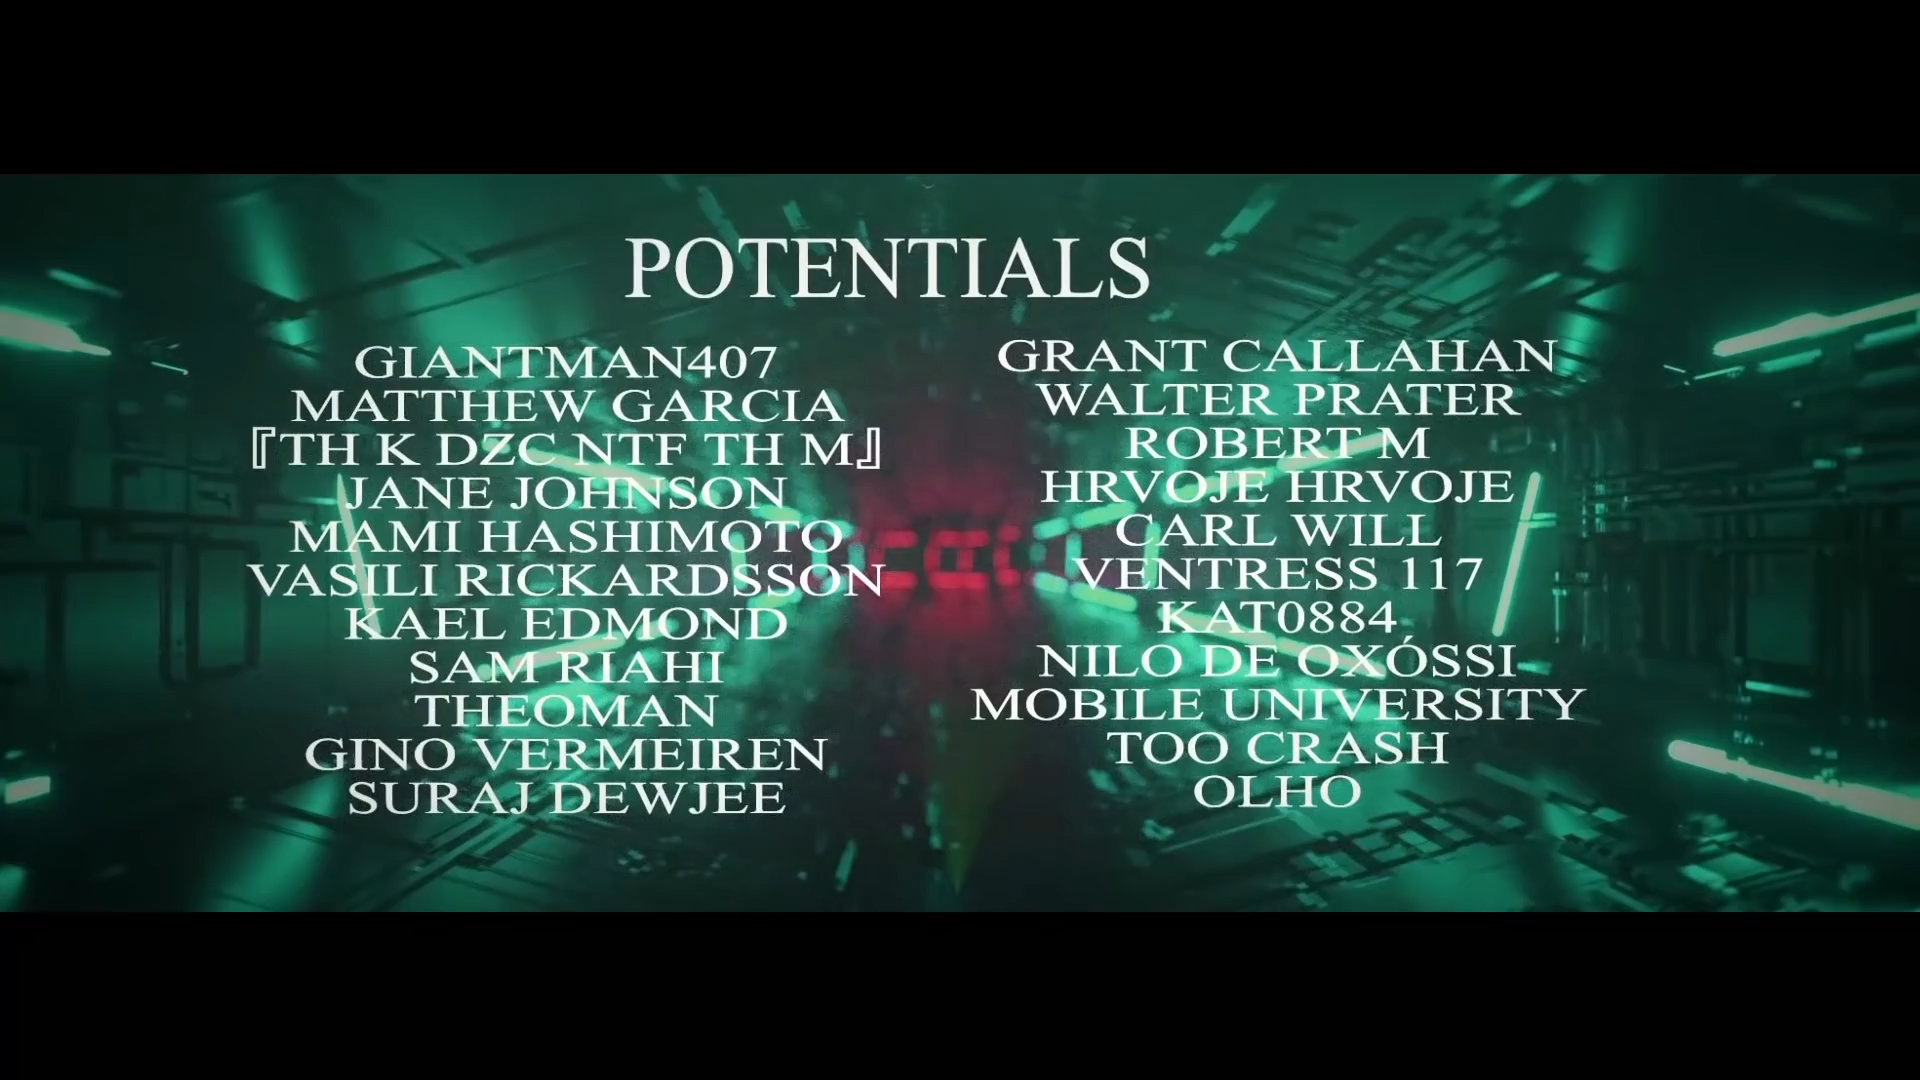 POTENTIALS
GIANTMAN407
MATTHEW GARCIA
『TH K DZC NTF TH M』
JANE JOHNSON
MAMI HASHIMOTO
VASILI RICKARDSSON
KAEL EDMOND
SAM RIAHI
THEOMAN
GINO VERMEIREN
SURAJ DEWJEE
GRANT CALLAHAN
WALTER PRATER
ROBERT M
HRVOJE HRVOJE
CARL WILL
VENTRESS 117
KAT0884
NILO DE OXÓSSI
MOBILE UNIVERSITY
TOO CRASH
OLHO